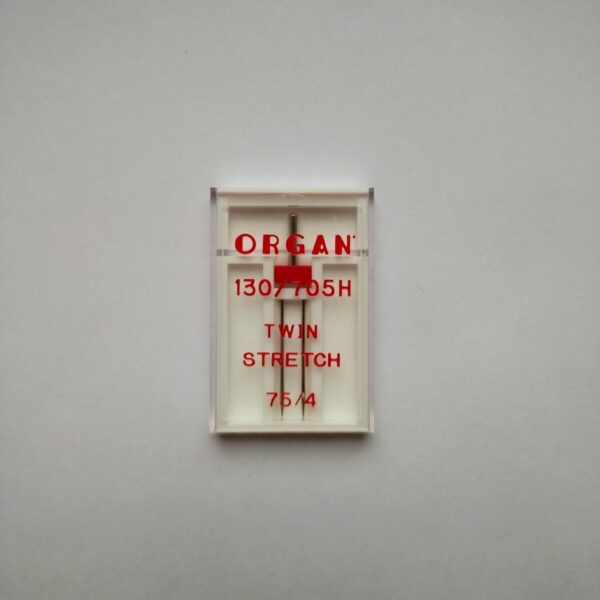 ORGAN
130/705H
TWIN
STRETCH
75/4